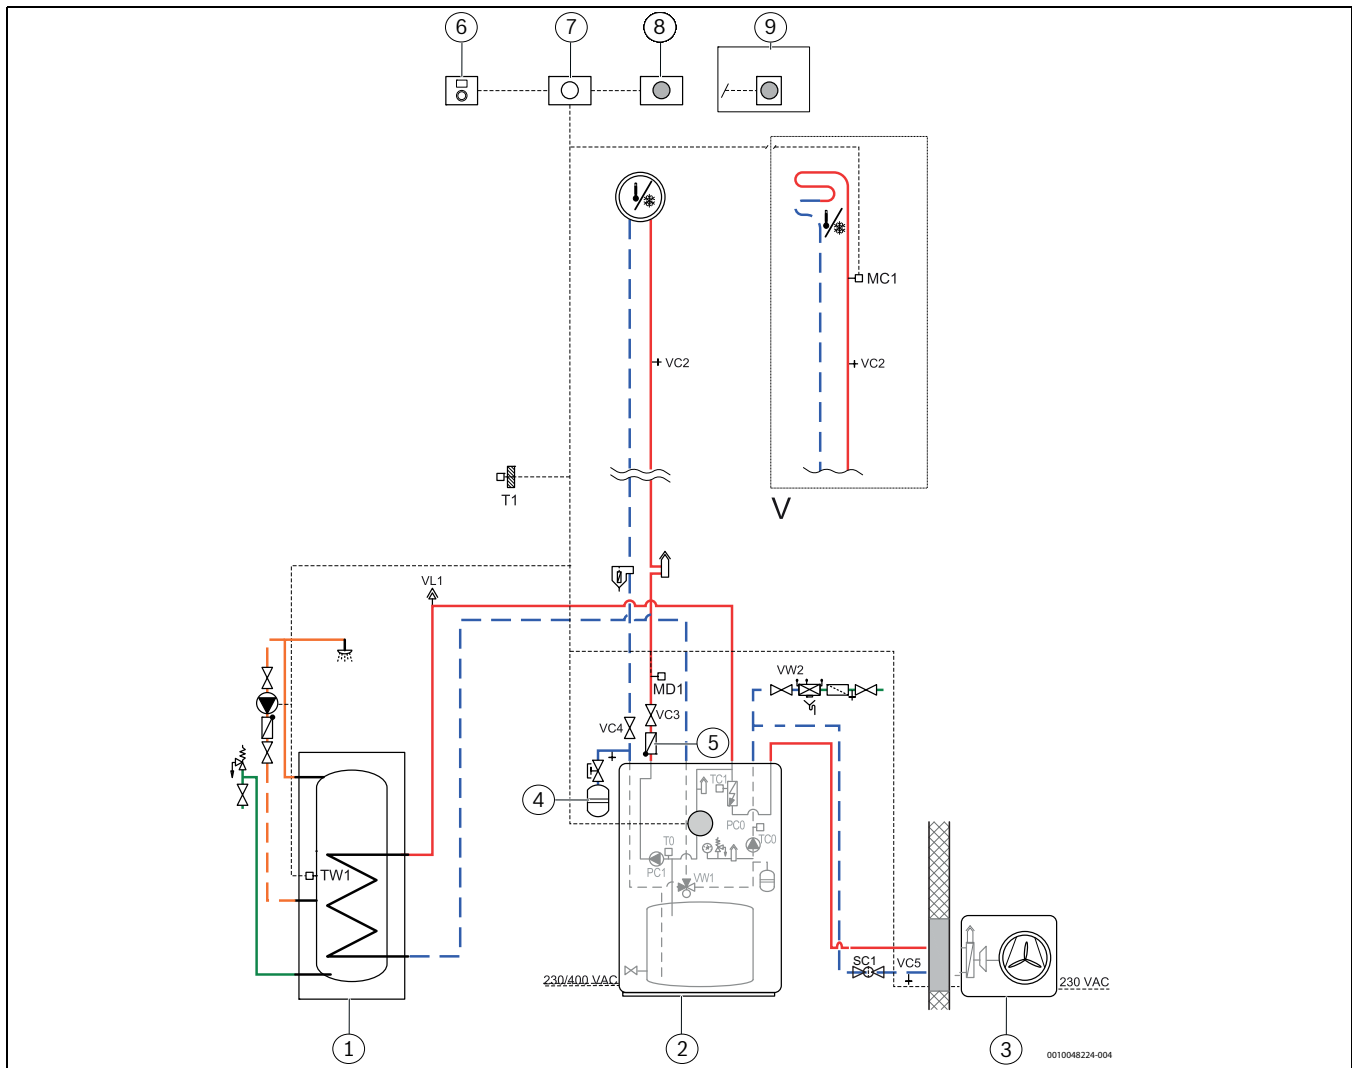 6
7
8
9
MC1
VC2
VC2
T1
V
VL1
VW2
MD1
VC4
VC3
5
4
TC1
PC0
TC0
T0
PC1
VW1
TW1
SC1
VC5
230/400 VAC
230 VAC
1
2
3
0010048224-004